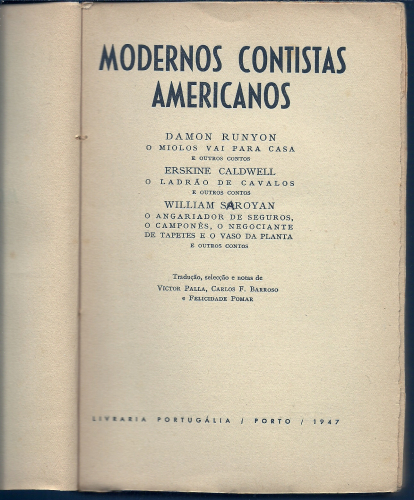 MODERNOS CONTISTAS
AMERICANOS
DAMON RUNYON
O MIOLOS VAI PARA CASA
E OUTROS CONTOS
ERSKINE CALDWELL
O LADRÃO DE CAVALOS
E OUTROS CONTOS
WILLIAM SAROYAN
O ANGARIADOR DE SEGUROS,
O CAMPONÊS, O NEGOCIANTE
DE TAPETES E O VASO DA PLANTA
E OUTROS CONTOS
Tradução, selecção e notas de
VICTOR PALLA, CARLOS F. BARROSO
E FELICIDADE POMAR
LIVRARIA PORTUGÁLIA / PORTO / 1947